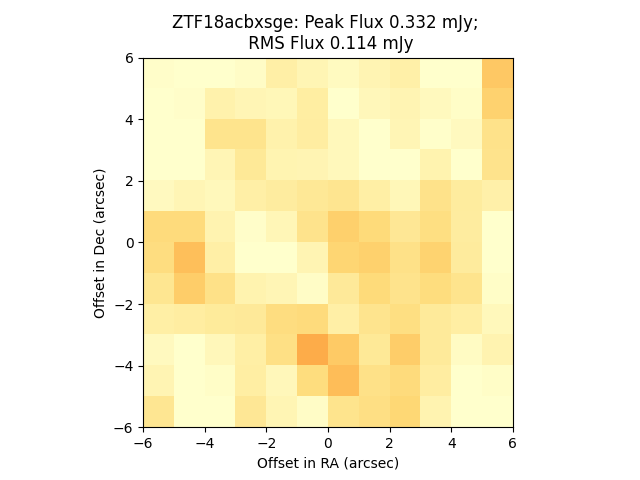 ZTF18acbxsge: Peak Flux 0.332 mJy;
RMS Flux 0.114 mJy
6
4
2
0
−2
−4
−6
Offset in Dec (arcsec)
−6 −4 −2 0 2 4 6
Offset in RA (arcsec)